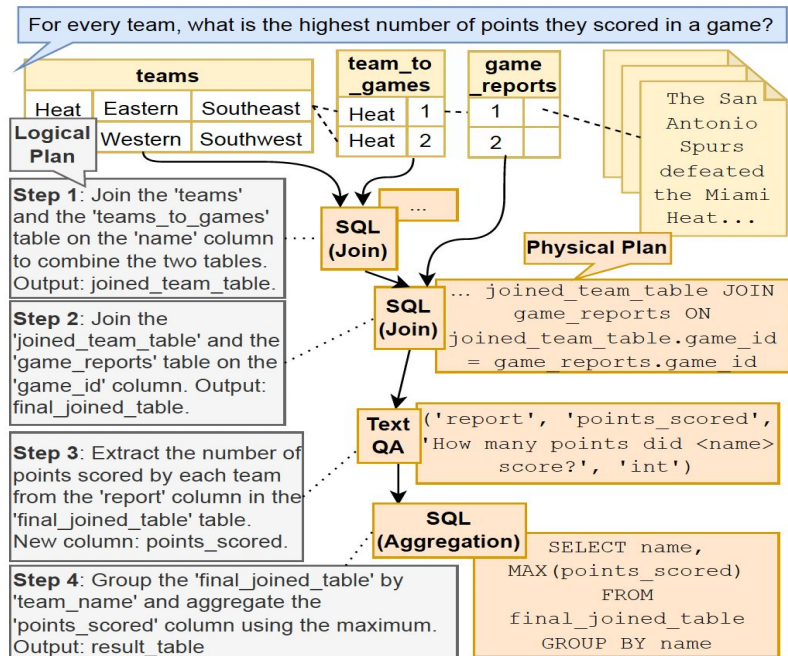 For every team, what is the highest number of points they scored in a game?
teams
Heat Eastern Southeast
Western Southwest
team_to
_games
Heat 1
Heat 2
game
_reports
1
2
The San
Antonio
Spurs
defeated
the Miami
Heat...
Logical
Plan
Step 1: Join the 'teams'
and the 'teams_to_games'
table on the 'name' column
to combine the two tables.
Output: joined_team_table.
SQL
(Join)
...
Physical Plan
Step 2: Join the
'joined_team_table' and the
'game_reports' table on the
'game_id' column. Output:
final_joined_table.
SQL
(Join)
... joined_team_table JOIN
game_reports ON
joined_team_table.game_id
= game_reports.game_id
Step 3: Extract the number of
points scored by each team
from the 'report' column in the
'final_joined_table' table.
New column: points_scored.
Text
QA
('report', 'points_scored',
'How many points did <name>
score?', 'int')
SQL
(Aggregation)
Step 4: Group the 'final_joined_table' by
'team_name' and aggregate the
'points_scored' column using the maximum.
Output: result_table
SELECT name,
MAX(points_scored)
FROM
final_joined_table
GROUP BY name